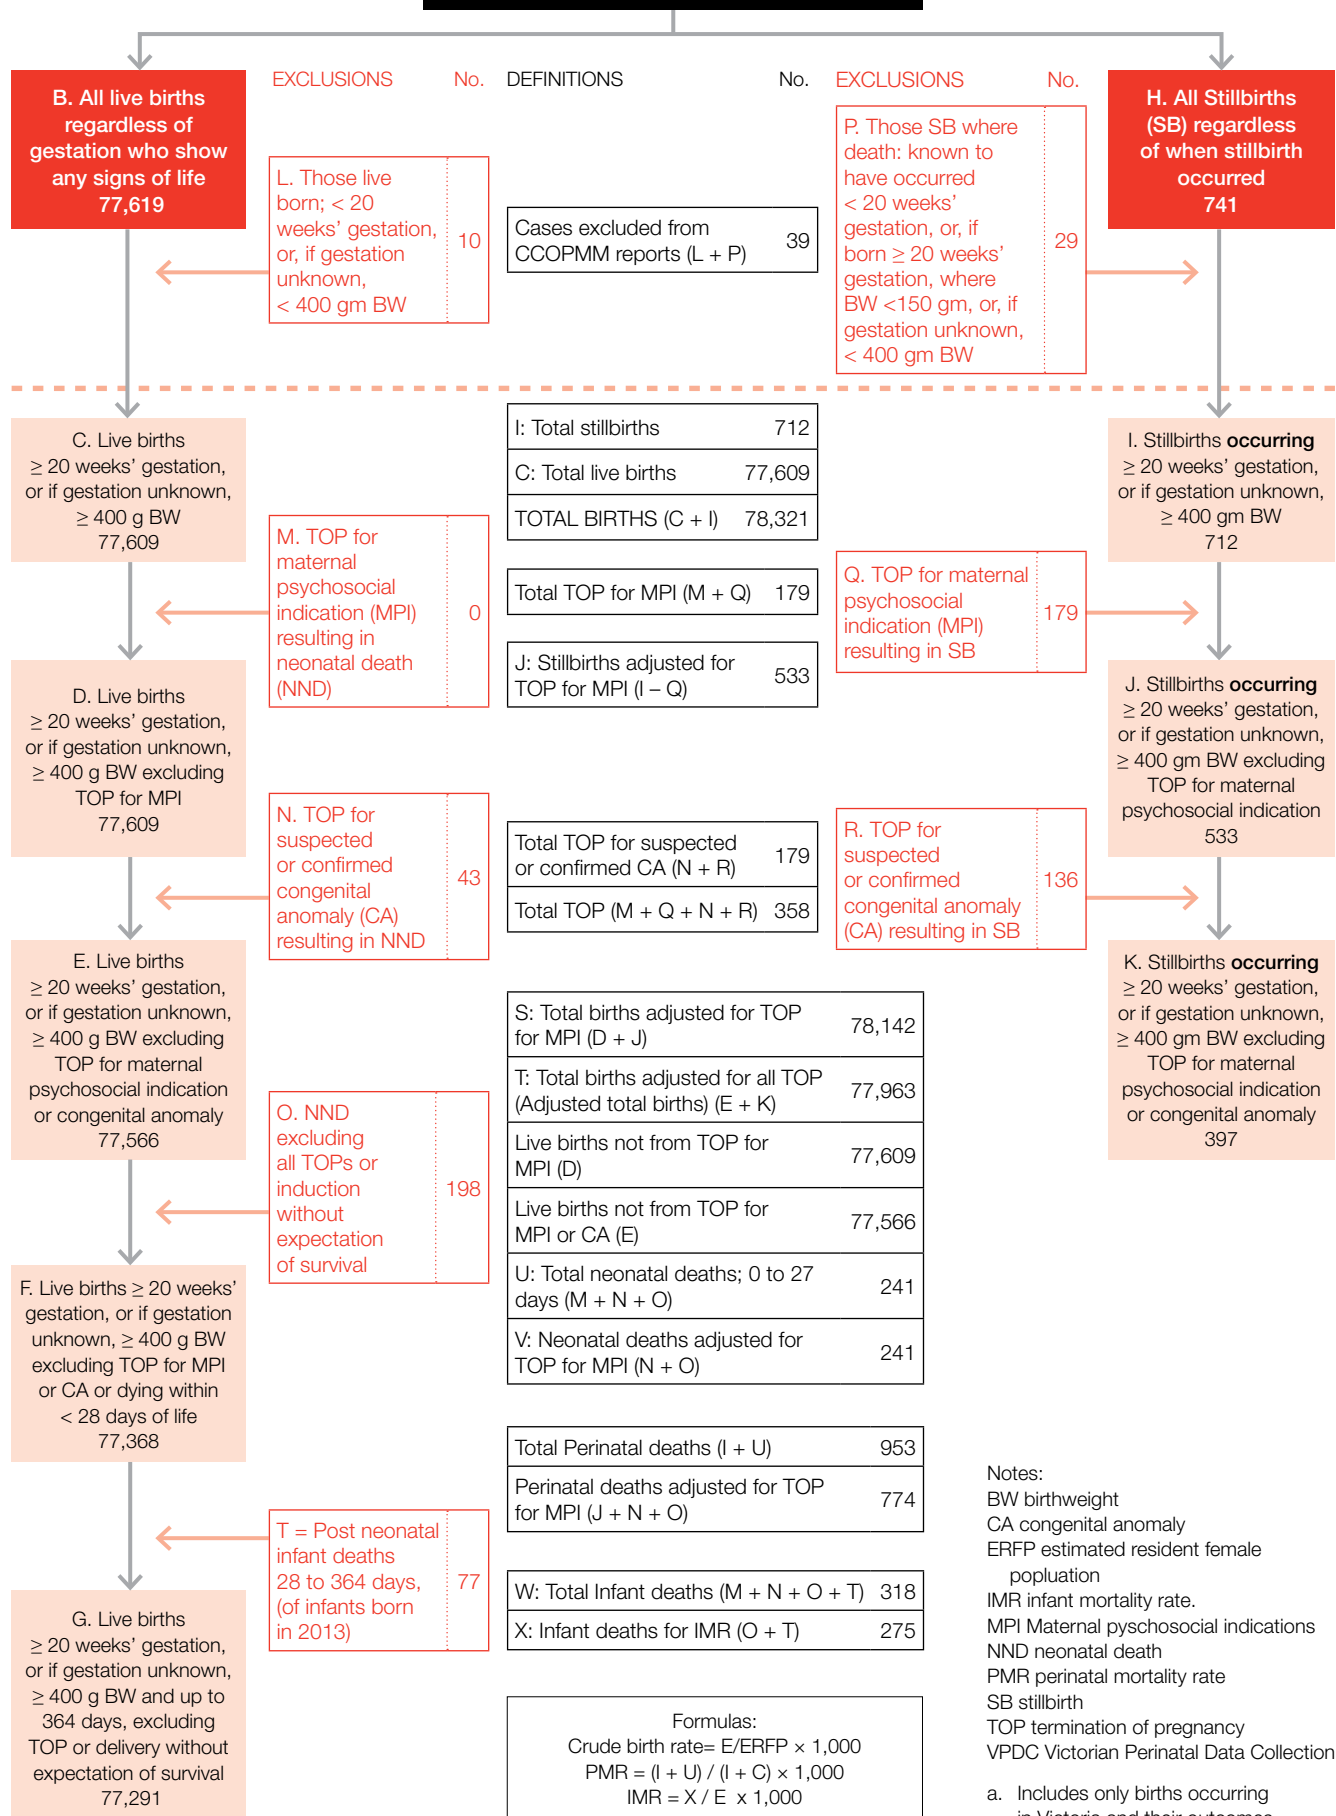 B. All live births
regardless of
gestation who show
any signs of life
77,619
EXCLUSIONS No.
L. Those live
born; < 20
weeks’ gestation,
or, if gestation
unknown,
< 400 gm BW
10
DEFINITIONS No.
Cases excluded from
CCOPMM reports (L + P)
39
EXCLUSIONS No.
P. Those SB where
death: known to
have occurred
< 20 weeks’
gestation, or, if
born ≥ 20 weeks’
gestation, where
BW <150 gm, or, if
gestation unknown,
< 400 gm BW
29
H. All Stillbirths
(SB) regardless
of when stillbirth
occurred
741
C. Live births
≥ 20 weeks’ gestation,
or if gestation unknown,
≥ 400 g BW
77,609
I: Total stillbirths 712
C: Total live births 77,609
TOTAL BIRTHS (C + I) 78,321
I. Stillbirths occurring
≥ 20 weeks’ gestation,
or if gestation unknown,
≥ 400 gm BW
712
M. TOP for
maternal
psychosocial
indication (MPI)
resulting in
neonatal death
(NND)
0
Total TOP for MPI (M + Q) 179
J: Stillbirths adjusted for
TOP for MPI (I – Q)
533
Q. TOP for maternal
psychosocial
indication (MPI)
resulting in SB
179
D. Live births
≥ 20 weeks’ gestation,
or if gestation unknown,
≥ 400 g BW excluding
TOP for MPI
77,609
J. Stillbirths occurring
≥ 20 weeks’ gestation,
or if gestation unknown,
≥ 400 gm BW excluding
TOP for maternal
psychosocial indication
533
N. TOP for
suspected
or confirmed
congenital
anomaly (CA)
resulting in NND
43
Total TOP for suspected
or confirmed CA (N + R)
179
Total TOP (M + Q + N + R) 358
R. TOP for
suspected
or confirmed
congenital anomaly
(CA) resulting in SB
136
E. Live births
≥ 20 weeks’ gestation,
or if gestation unknown,
≥ 400 g BW excluding
TOP for maternal
psychosocial indication
or congenital anomaly
77,566
K. Stillbirths occurring
≥ 20 weeks’ gestation,
or if gestation unknown,
≥ 400 gm BW excluding
TOP for maternal
psychosocial indication
or congenital anomaly
397
O. NND
excluding
all TOPs or
induction
without
expectation
of survival
198
S: Total births adjusted for TOP
for MPI (D + J)
78,142
T: Total births adjusted for all TOP
(Adjusted total births) (E + K)
77,963
Live births not from TOP for
MPI (D)
77,609
Live births not from TOP for
MPI or CA (E)
77,566
U: Total neonatal deaths; 0 to 27
days (M + N + O)
241
V: Neonatal deaths adjusted for
TOP for MPI (N + O)
241
F. Live births ≥ 20 weeks’
gestation, or if gestation
unknown, ≥ 400 g BW
excluding TOP for MPI
or CA or dying within
< 28 days of life
77,368
Total Perinatal deaths (I + U) 953
Perinatal deaths adjusted for TOP
for MPI (J + N + O)
774
T = Post neonatal
infant deaths
28 to 364 days,
(of infants born
in 2013)
77
W: Total Infant deaths (M + N + O + T) 318
X: Infant deaths for IMR (O + T) 275
G. Live births
≥ 20 weeks’ gestation,
or if gestation unknown,
≥ 400 g BW and up to
364 days, excluding
TOP or delivery without
expectation of survival
77,291
Formulas:
Crude birth rate= E/ERFP × 1,000
PMR = (I + U) / (I + C) × 1,000
IMR = X / E x 1,000
Notes:
BW birthweight
CA congenital anomaly
ERFP estimated resident female
popluation
IMR infant mortality rate.
MPI Maternal pyschosocial indications
NND neonatal death
PMR perinatal mortality rate
SB stillbirth
TOP termination of pregnancy
VPDC Victorian Perinatal Data Collection
a. Includes only births occurring
in Victoria and their outcomes